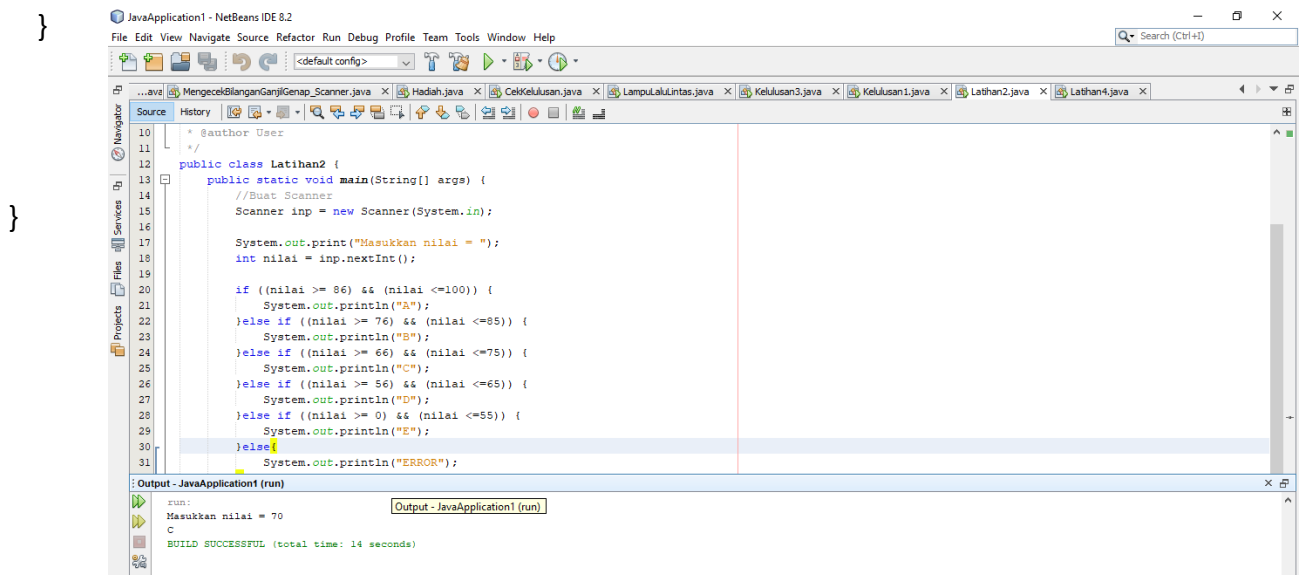 }
}
JavaApplication1 - NetBeans IDE 8.2
File Edit View Navigate Source Refactor Run Debug Profile Team Tools Window Help
Search (Ctrl+I)
<default config>
...ava MengecekBilanganGanjilGenap_Scanner.java Hadiah.java CekKelulusan.java LampuLaluLintas.java Kelulusan3.java Kelulusan1.java Latihan2.java Latihan4.java
Source History
Navigator
Services
Files
Projects
10 * @author User
11 */
12 public class Latihan2 {
13 public static void main(String[] args) {
14 //Buat Scanner
15 Scanner inp = new Scanner(System.in);
16
17 System.out.print("Masukkan nilai = ");
18 int nilai = inp.nextInt();
19
20 if ((nilai >= 86) && (nilai <=100)) {
21 System.out.println("A");
22 }else if ((nilai >= 76) && (nilai <=85)) {
23 System.out.println("B");
24 }else if ((nilai >= 66) && (nilai <=75)) {
25 System.out.println("C");
26 }else if ((nilai >= 56) && (nilai <=65)) {
27 System.out.println("D");
28 }else if ((nilai >= 0) && (nilai <=55)) {
29 System.out.println("E");
30 }else{
31 System.out.println("ERROR");
Output - JavaApplication1 (run)
run:
Output - JavaApplication1 (run)
Masukkan nilai = 70
C
BUILD SUCCESSFUL (total time: 14 seconds)